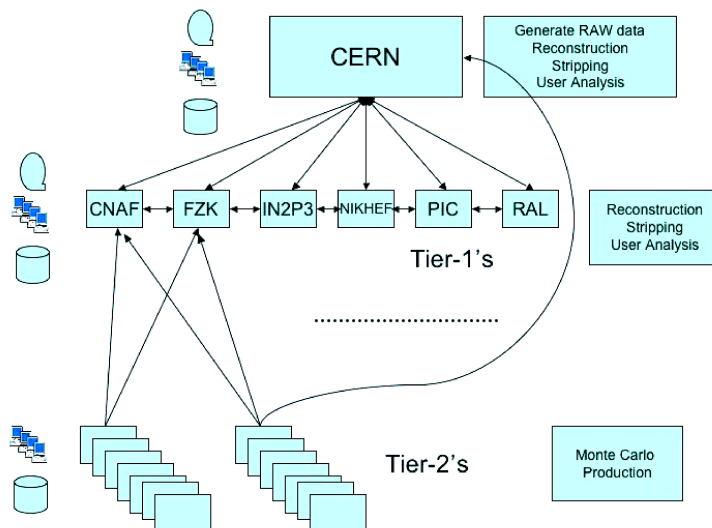 CERN
Generate RAW data
Reconstruction
Stripping
User Analysis
CNAF
FZK
IN2P3
NIKHEF
PIC
RAL
Reconstruction
Stripping
User Analysis
Tier-1's
Tier-2's
Monte Carlo
Production